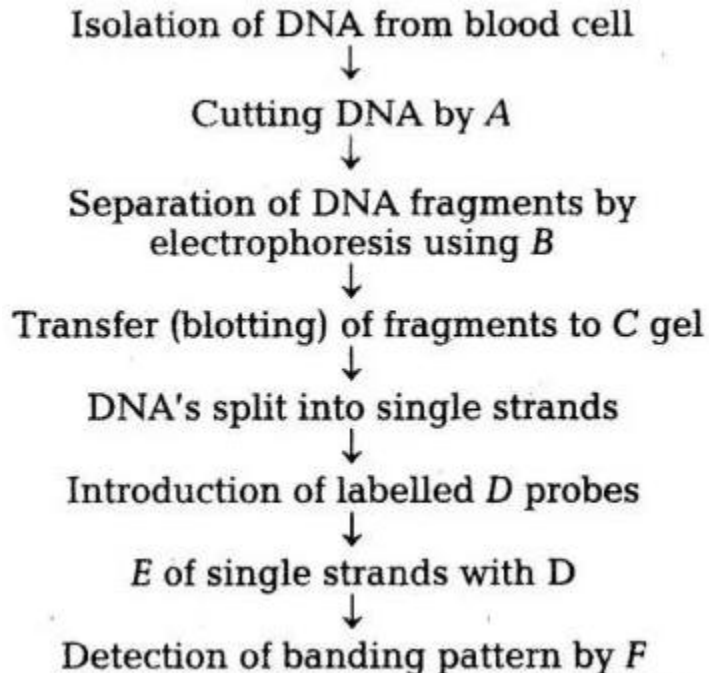 Isolation of DNA from blood cell
↓
Cutting DNA by A
↓
Separation of DNA fragments by
electrophoresis using B
↓
Transfer (blotting) of fragments to C gel
↓
DNA's split into single strands
↓
Introduction of labelled D probes
↓
E of single strands with D
↓
Detection of banding pattern by F